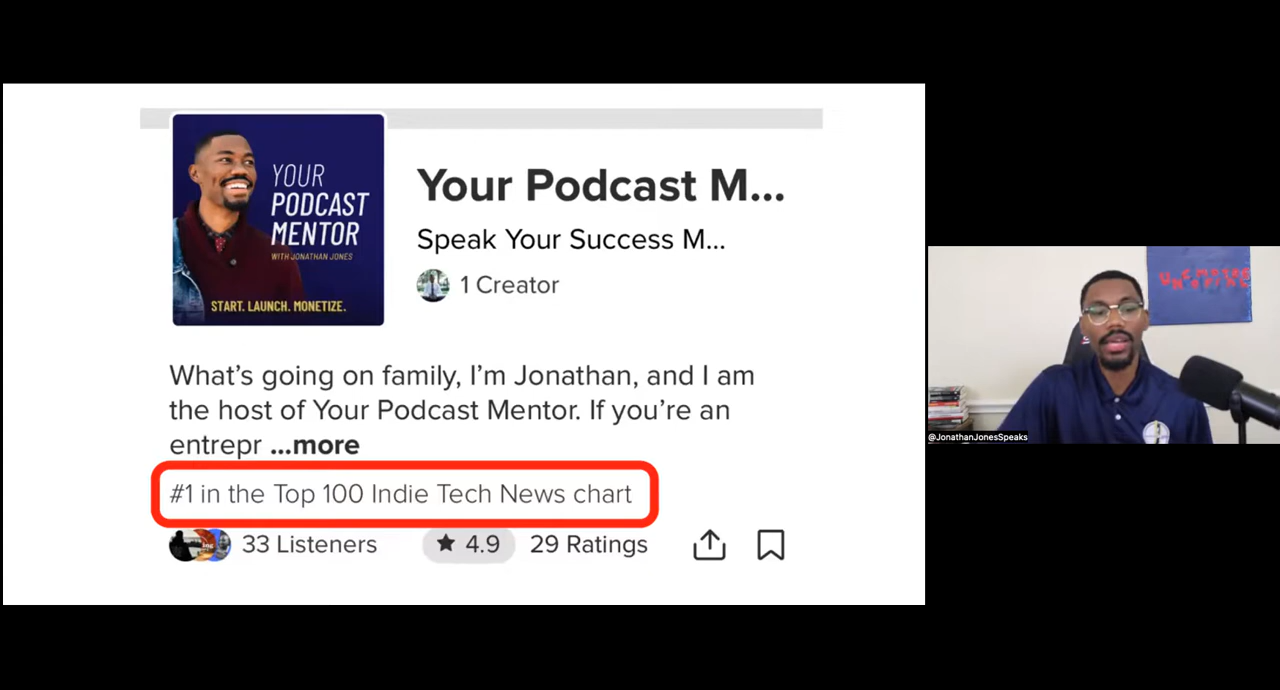 YOUR
PODCAST
MENTOR
WITH JONATHAN JONES
START. LAUNCH. MONETIZE.
Your Podcast M...
Speak Your Success M...
1 Creator
What’s going on family, I’m Jonathan, and I am
the host of Your Podcast Mentor. If you’re an
entrepr ...more
#1 in the Top 100 Indie Tech News chart
33 Listeners
4.9
29 Ratings
@JonathanJonesSpeaks